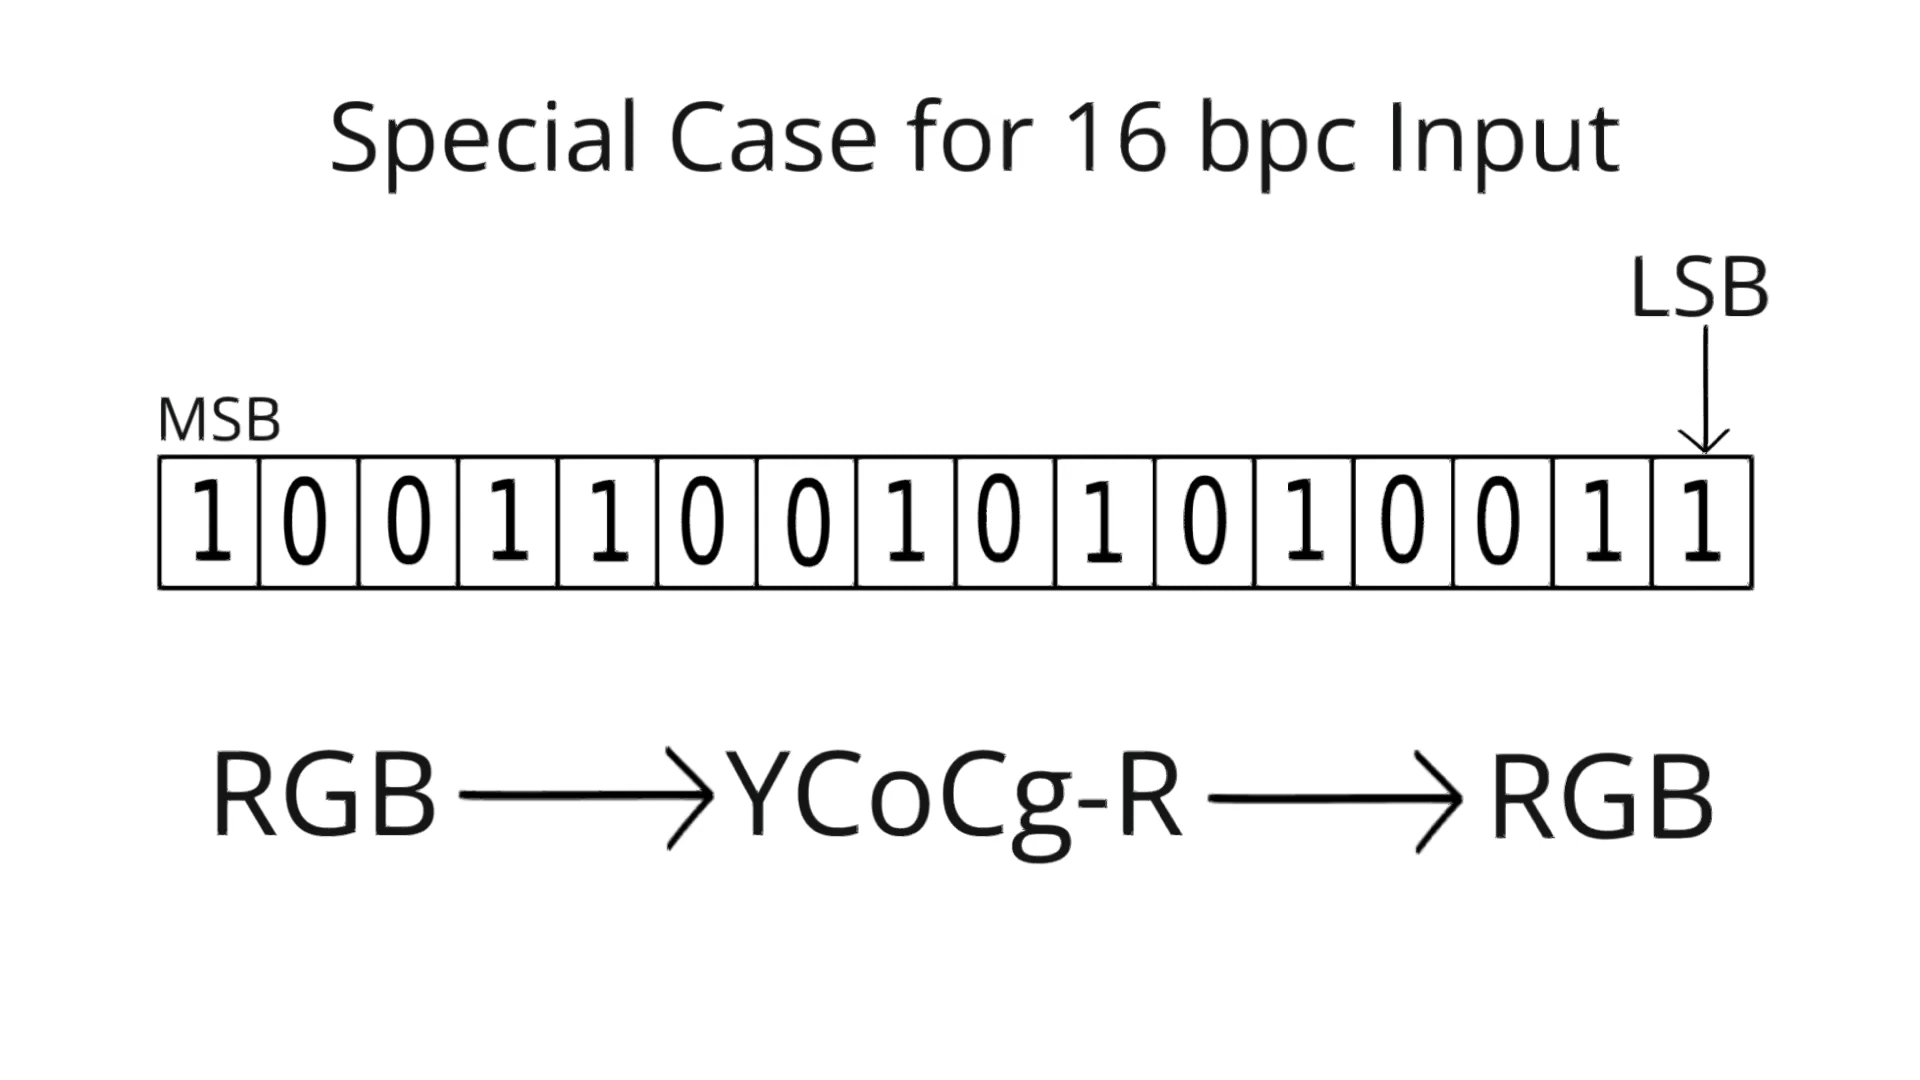 Special Case for 16 bpc Input
LSB
MSB
1 0 0 1 1 0 0 1 0 1 0 1 0 0 1 1
RGB YCoCg-R RGB